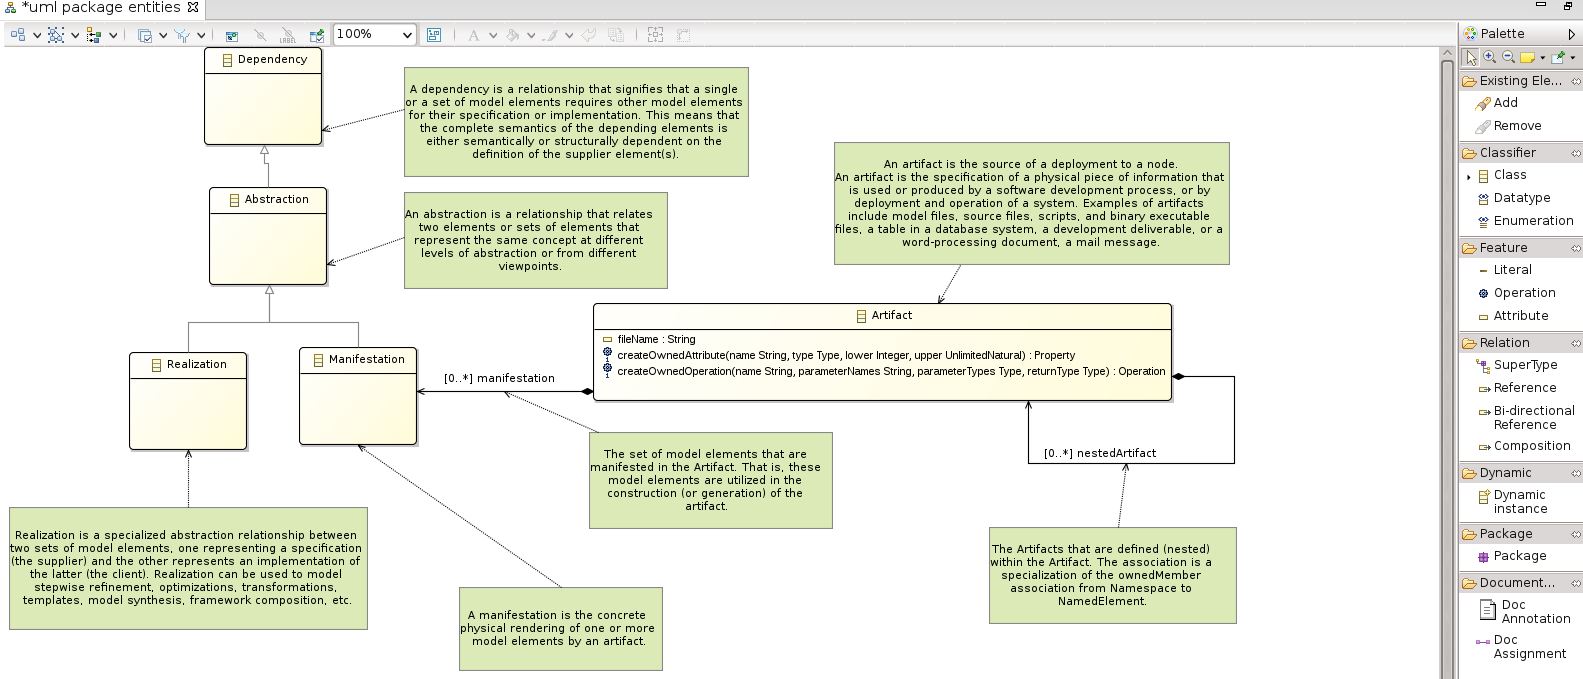 *uml package entities
100%
Dependency
A dependency is a relationship that signifies that a single
or a set of model elements requires other model elements
for their specification or implementation. This means that
the complete semantics of the depending elements is
either semantically or structurally dependent on the
definition of the supplier element(s).
Abstraction
An abstraction is a relationship that relates
two elements or sets of elements that
represent the same concept at different
levels of abstraction or from different
viewpoints.
An artifact is the source of a deployment to a node.
An artifact is the specification of a physical piece of information that
is used or produced by a software development process, or by
deployment and operation of a system. Examples of artifacts
include model files, source files, scripts, and binary executable
files, a table in a database system, a development deliverable, or a
word-processing document, a mail message.
Artifact
fileName : String
createOwnedAttribute(name String, type Type, lower Integer, upper UnlimitedNatural) : Property
createOwnedOperation(name String, parameterNames String, parameterTypes Type, returnType Type) : Operation
Realization
Manifestation
[0..*] manifestation
[0..*] nestedArtifact
The set of model elements that are
manifested in the Artifact. That is, these
model elements are utilized in the
construction (or generation) of the
artifact.
Realization is a specialized abstraction relationship between
two sets of model elements, one representing a specification
(the supplier) and the other represents an implementation of
the latter (the client). Realization can be used to model
stepwise refinement, optimizations, transformations,
templates, model synthesis, framework composition, etc.
A manifestation is the concrete
physical rendering of one or more
model elements by an artifact.
The Artifacts that are defined (nested)
within the Artifact. The association is a
specialization of the ownedMember
association from Namespace to
NamedElement.
Palette
Existing Ele...
Add
Remove
Classifier
Class
Datatype
Enumeration
Feature
Literal
Operation
Attribute
Relation
SuperType
Reference
Bi-directional
Reference
Composition
Dynamic
Dynamic
instance
Package
Package
Document...
Doc
Annotation
Doc
Assignment